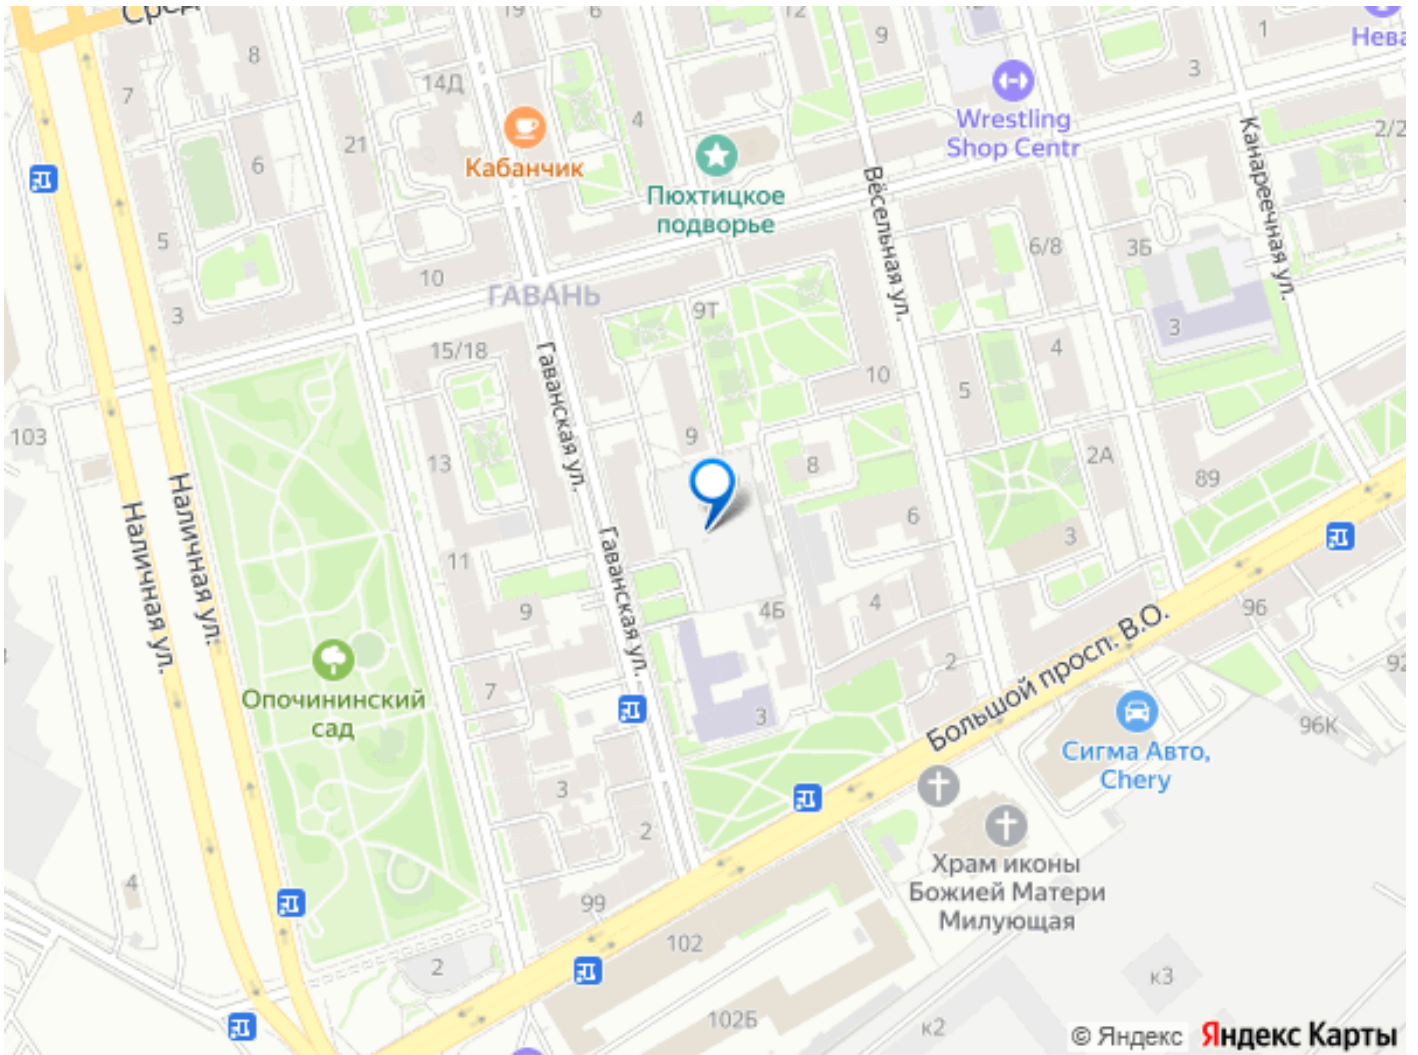 19
6
12
9
1
8
7
14Д
4
3
2/2
21
6
Кабанчик
Wrestling
Shop Centr
Пюхтицкое
подворье
Вёсельная ул.
Канареечная ул.
5
3
10
ГАВАНЬ
9Т
6/8
3Б
3
15/18
Гаванская ул.
10
4
5
103
13
9
8
2А
89
Наличная ул.
Наличная ул.
11
Гаванская ул.
6
3
9
4Б
4
96
Опочининский
сад
7
3
2
Большой просп. В.О.
96К
Сигма Авто,
Chery
3
2
4
99
Храм иконы
Божией Матери
Милующая
102
2
к3
102Б
к2
© Яндекс
Яндекс Карты